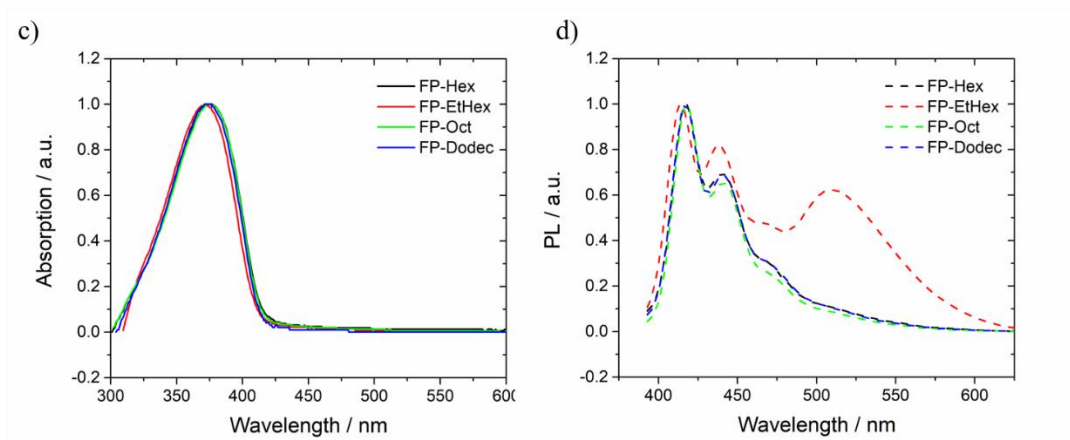 c)
1.2
1.0
0.8
0.6
0.4
0.2
0.0
-0.2
Absorption / a.u.
FP-Hex
FP-EtHex
FP-Oct
FP-Dodec
300 350 400 450 500 550 600
Wavelength / nm
d)
1.2
1.0
0.8
0.6
0.4
0.2
0.0
-0.2
PL / a.u.
FP-Hex
FP-EtHex
FP-Oct
FP-Dodec
400 450 500 550 600
Wavelength / nm